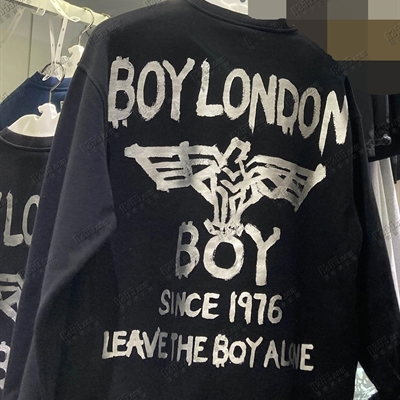 BOY LONDON
BOY
SINCE 1976
LEAVE THE BOY ALONE